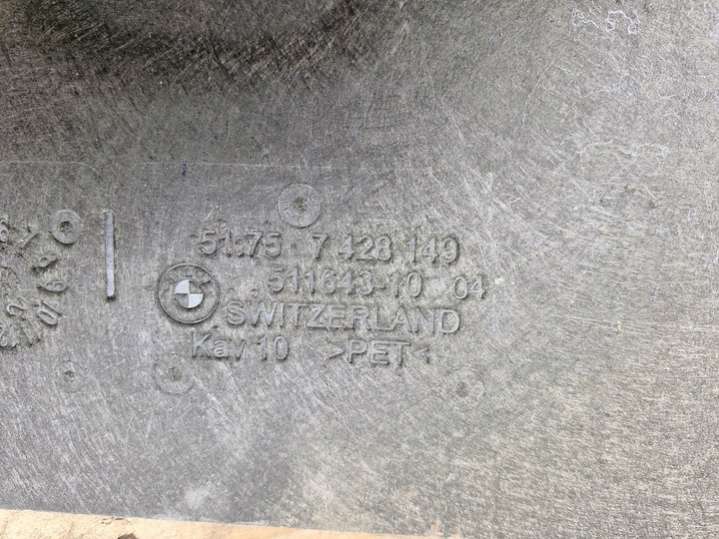 51.75 7 428 149
511643-10 04
SWITZERLAND
Kav 10 >PET<